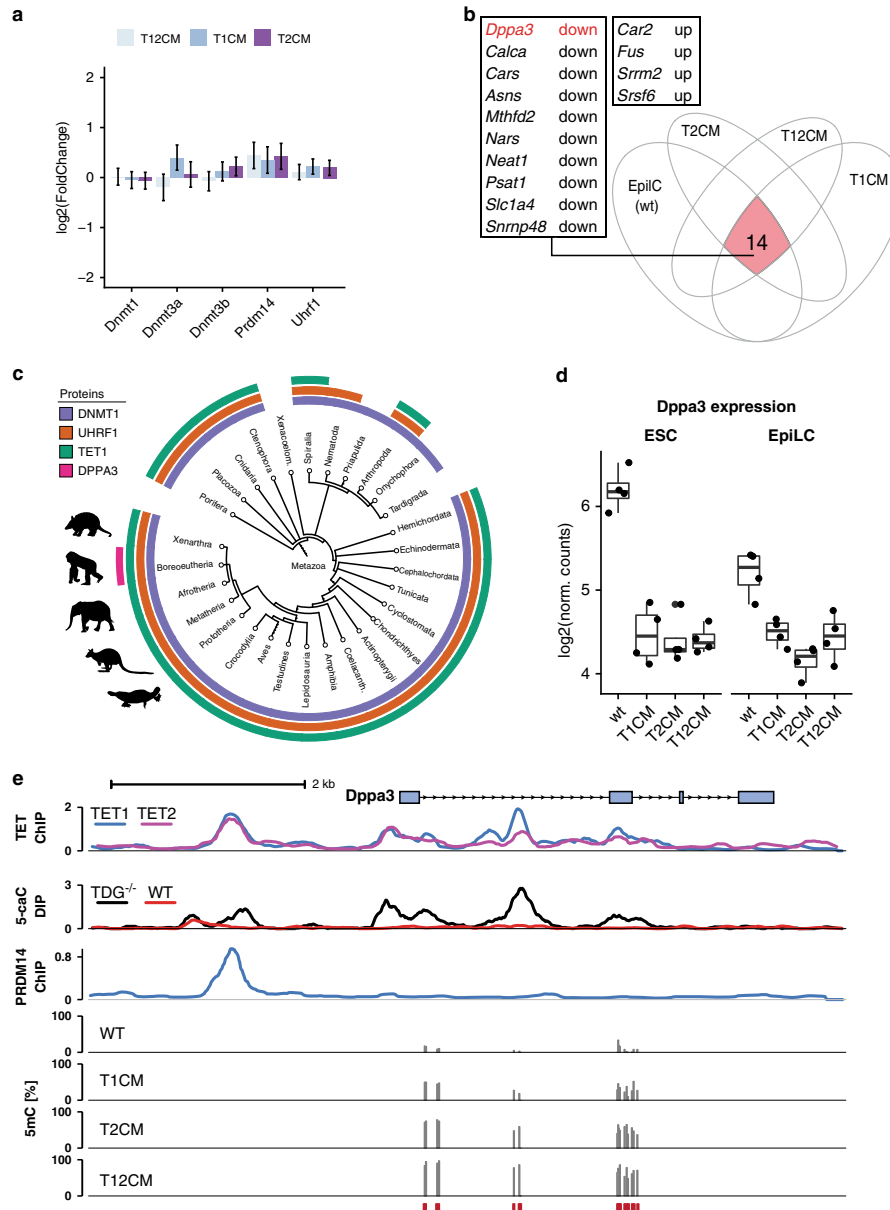 a
T12CM T1CM T2CM
log2(FoldChange)
2
1
0
−1
−2
Dnmt1
Dnmt3a
Dnmt3b
Prdm14
Uhrf1
b
Dppa3 down
Calca down
Cars down
Asns down
Mthfd2 down
Nars down
Neat1 down
Psat1 down
Slc1a4 down
Snrnp48 down
Car2 up
Fus up
Srrm2 up
Srsf6 up
T2CM
T12CM
T1CM
EpilC
(wt)
14
c
Proteins
DNMT1
UHRF1
TET1
DPPA3
Xenacoelom.
Ctenophora
Cnidaria
Placozoa
Porifera
Spiralia
Nematoda
Priapulida
Arthropoda
Onychophora
Tardigrada
Hemichordata
Echinodermata
Cephalochordata
Tunicata
Cyclostomata
Chondrichthyes
Actinopterygii
Coelacanth.
Amphibia
Lepidosauria
Testudines
Aves
Crocodylia
Prototheria
Metatheria
Afrotheria
Boreoeutheria
Xenarthra
Metazoa
d
Dppa3 expression
ESC EpiLC
log2(norm. counts)
6
5
4
wt
T1CM
T2CM
T12CM
wt
T1CM
T2CM
T12CM
e
2 kb
Dppa3
TET
ChIP
2
0
TET1 TET2
5-caC
DIP
3
0
TDG-/- WT
PRDM14
ChIP
0.8
0
5mC [%]
100
0
WT
100
0
T1CM
100
0
T2CM
100
0
T12CM